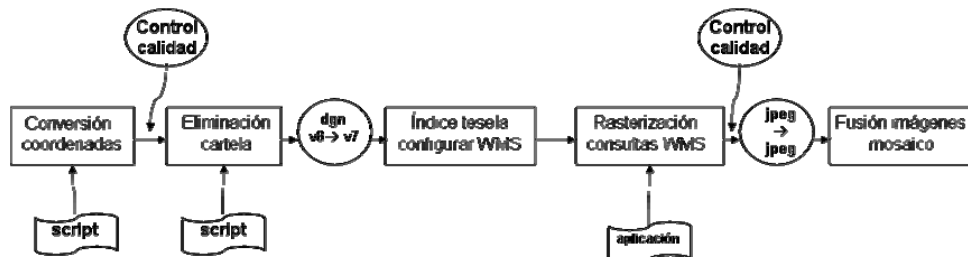 Control
calidad
Control
calidad
Conversión
coordenadas
Eliminación
cartela
dgn
v8→ v7
Índice tesela
configurar WMS
Rasterización
consultas WMS
jpeg
→
jpeg
Fusión imágenes
mosaico
script
script
aplicación